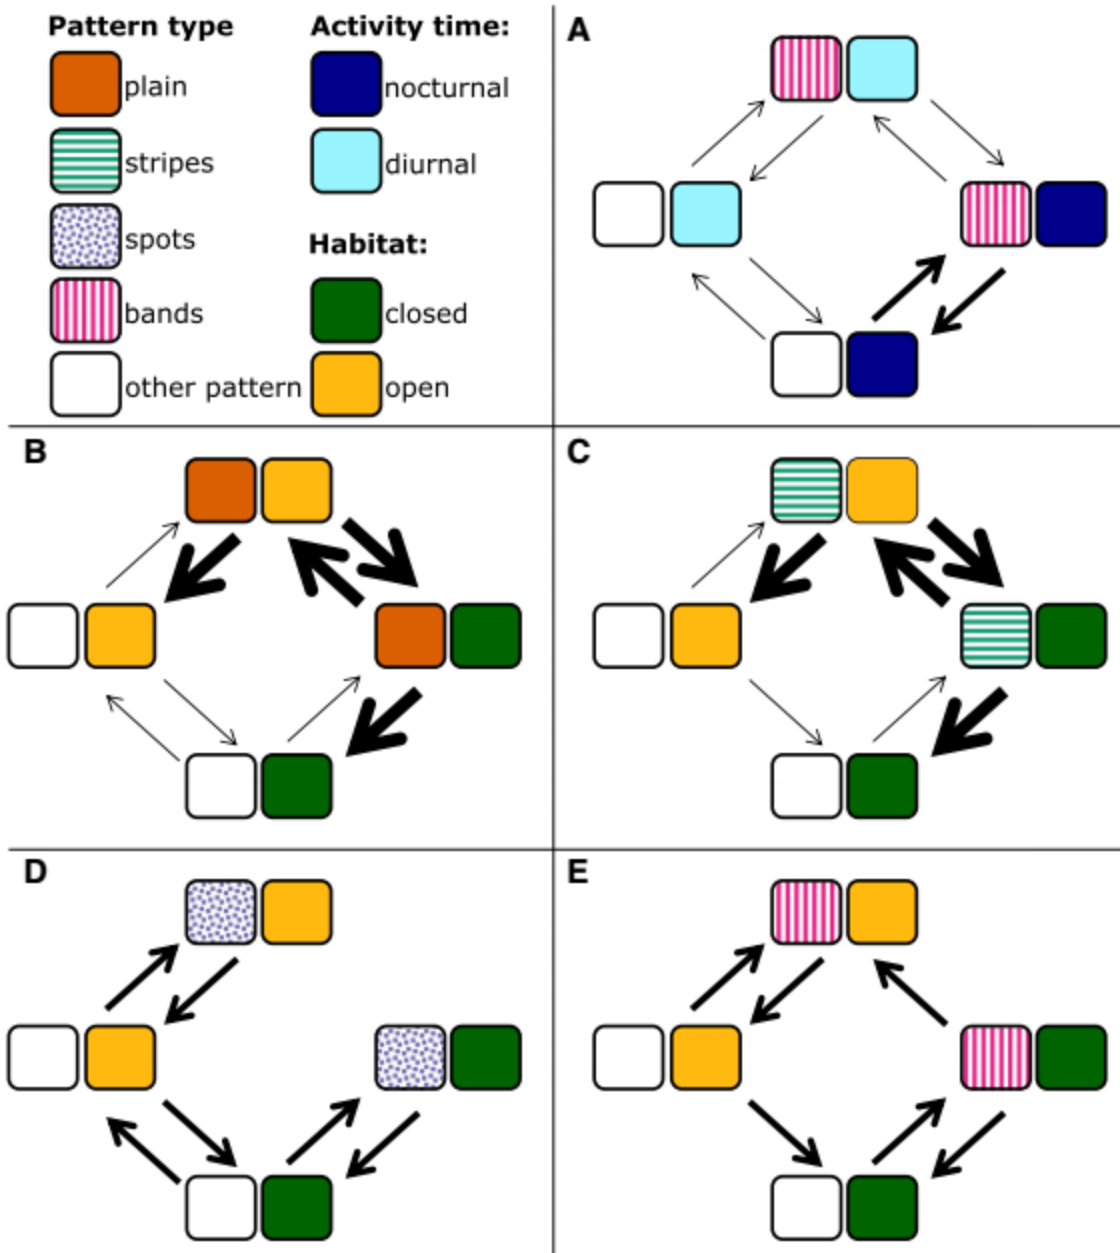 Pattern type
plain
stripes
spots
bands
other pattern
Activity time:
nocturnal
diurnal
Habitat:
closed
open
A
B
C
D
E